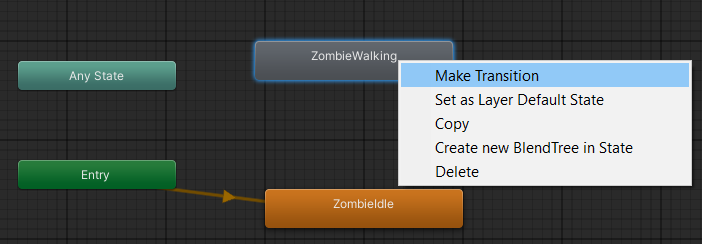 ZombieWalking
Any State
Make Transition
Set as Layer Default State
Copy
Create new BlendTree in State
Delete
Entry
ZombieIdle